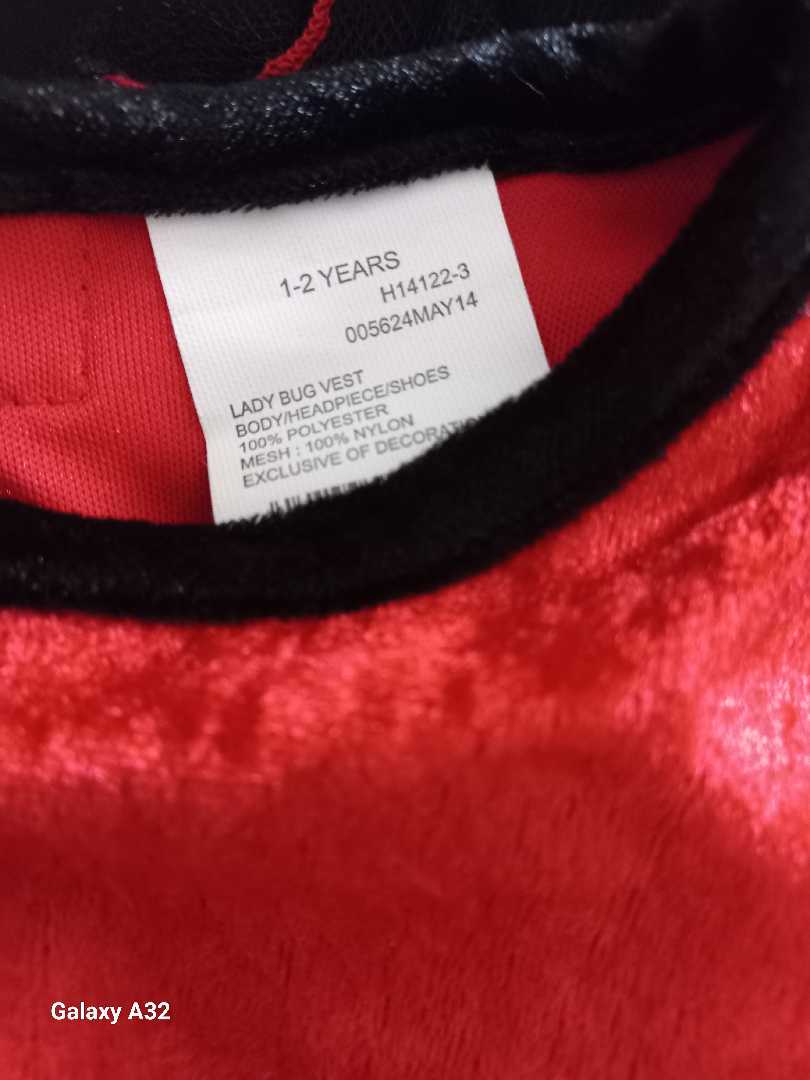 1-2 YEARS
H14122-3
005624MAY14
LADY BUG VEST
BODY/HEADPIECE/SHOES
100% POLYESTER
MESH : 100% NYLON
EXCLUSIVE OF
Galaxy A32